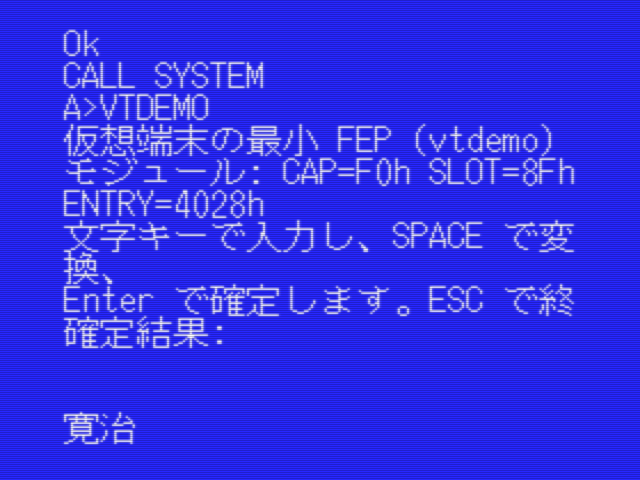 Ok
CALL SYSTEM
A>VTDEMO
仮想端末の最小 FEP (vtdemo)
モジュール: CAP=F0h SLOT=8Fh
ENTRY=4028h
文字キーで入力し、SPACE で変
換、
Enter で確定します。ESC で終
確定結果:
寛治